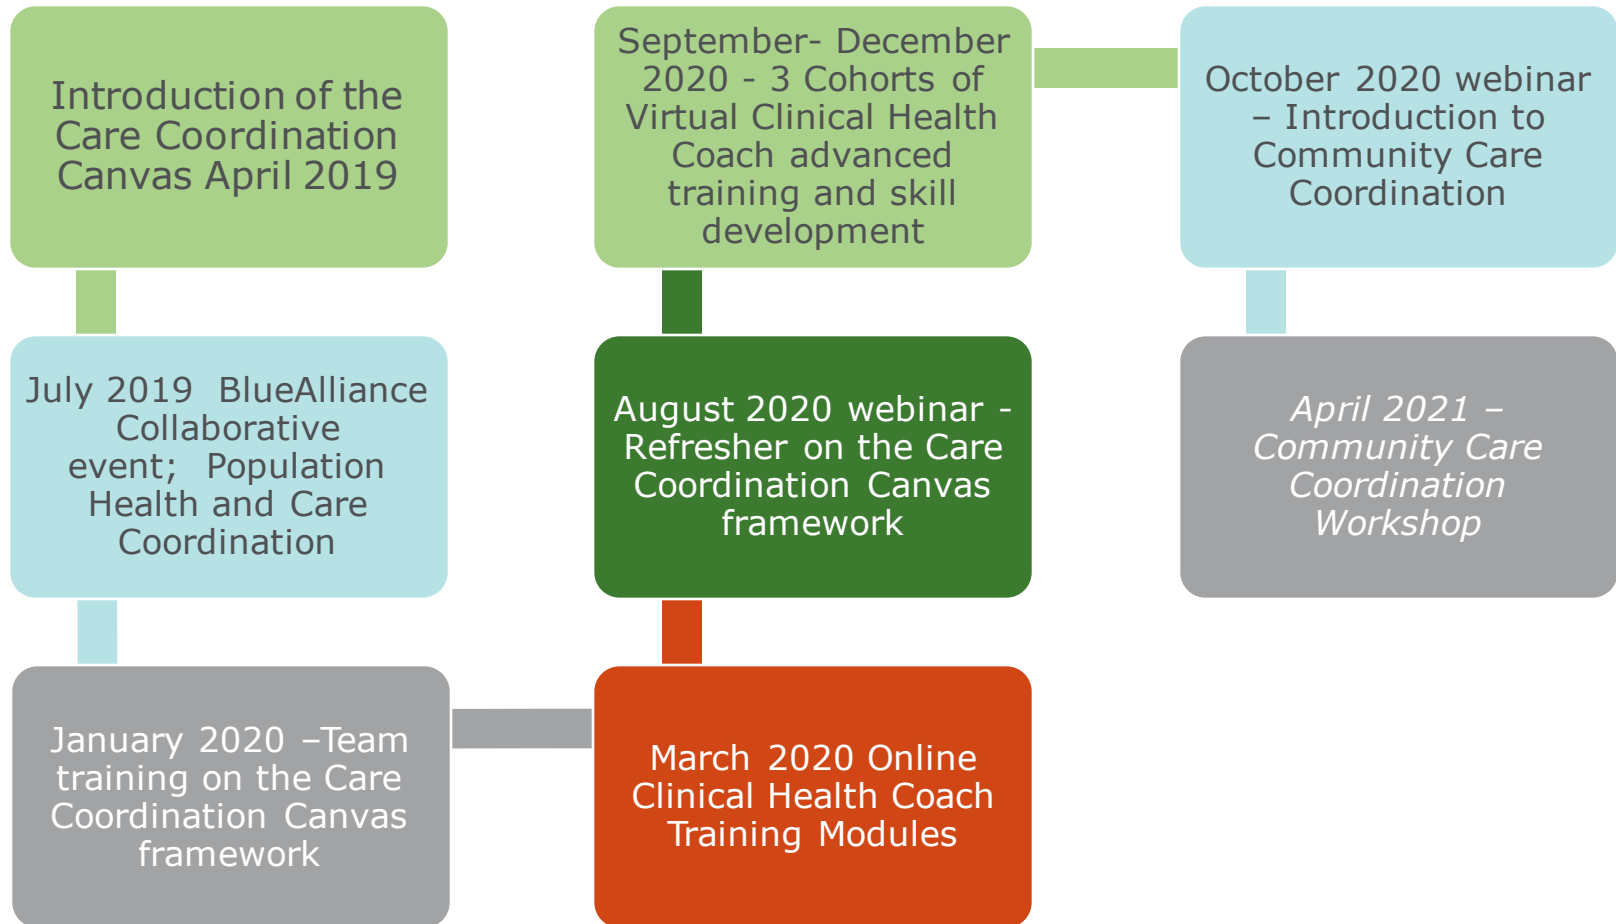 Introduction of the
Care Coordination
Canvas April 2019
July 2019  BlueAlliance
Collaborative
event;  Population
Health and Care
Coordination
January 2020 –Team
training on the Care
Coordination Canvas
framework
March 2020 Online
Clinical Health Coach
Training Modules
August 2020 webinar -
Refresher on the Care
Coordination Canvas
framework
September- December
2020 - 3 Cohorts of
Virtual Clinical Health
Coach advanced
training and skill
development
October 2020 webinar
– Introduction to
Community Care
Coordination
April 2021 –
Community Care
Coordination
Workshop